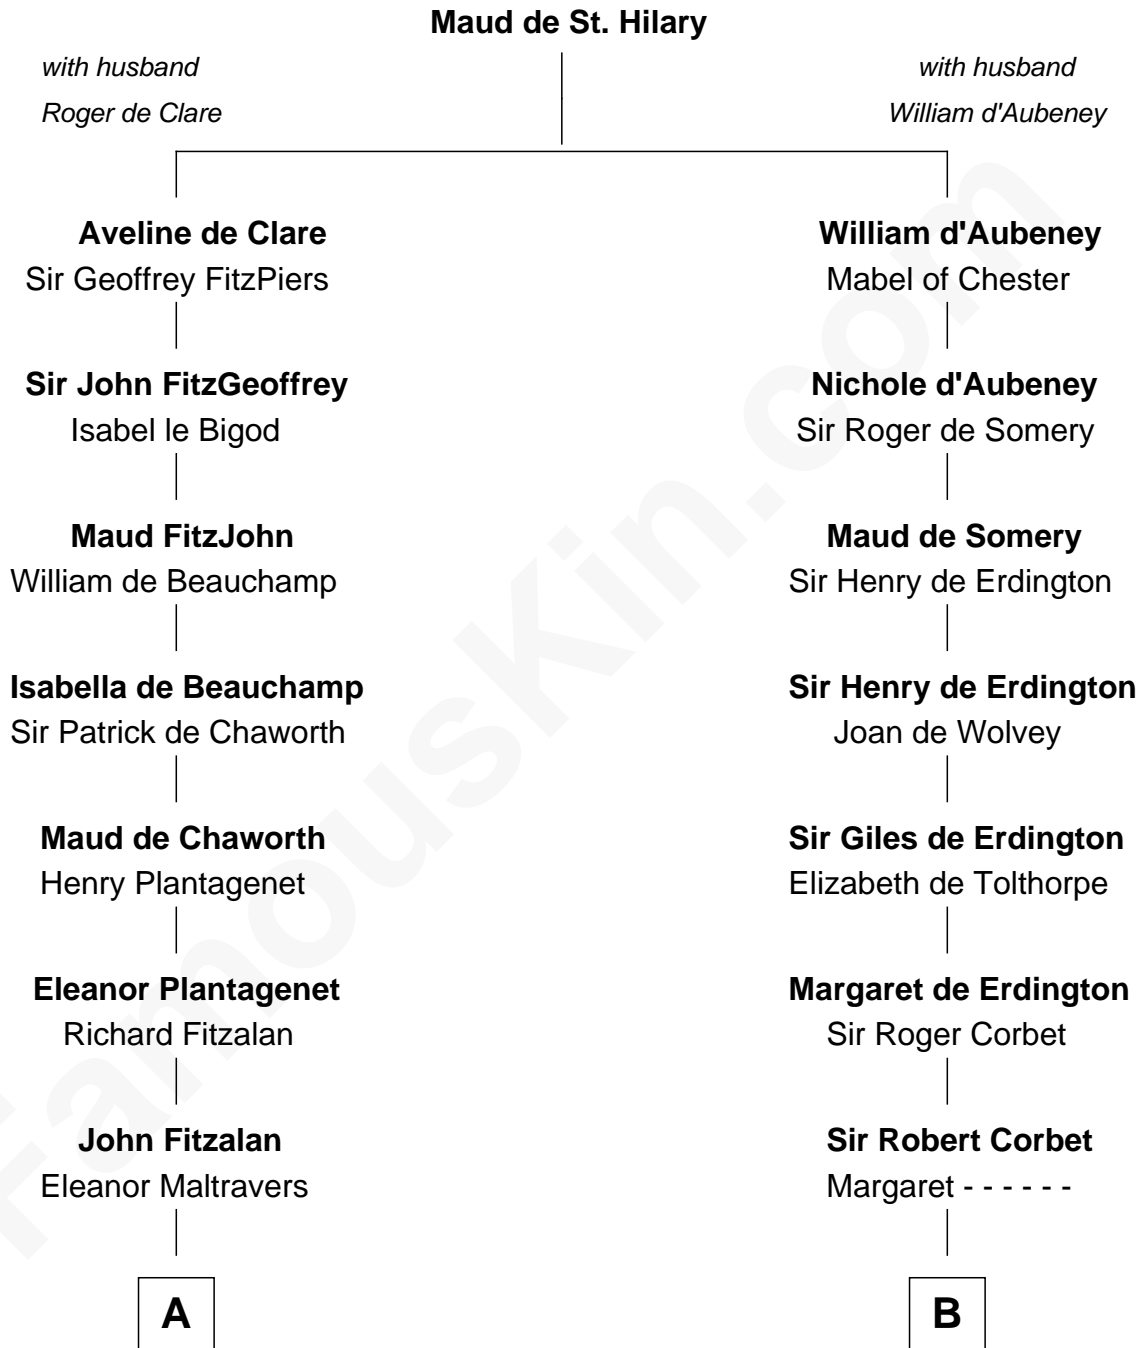 Maud de St. Hilary
with husband
Roger de Clare
with husband
William d'Aubeney
Aveline de Clare
Sir Geoffrey FitzPiers
William d'Aubeney
Mabel of Chester
Sir John FitzGeoffrey
Isabel le Bigod
Nichole d'Aubeney
Sir Roger de Somery
Maud FitzJohn
William de Beauchamp
Maud de Somery
Sir Henry de Erdington
Isabella de Beauchamp
Sir Patrick de Chaworth
Sir Henry de Erdington
Joan de Wolvey
Maud de Chaworth
Henry Plantagenet
Sir Giles de Erdington
Elizabeth de Tolthorpe
Eleanor Plantagenet
Richard Fitzalan
Margaret de Erdington
Sir Roger Corbet
John Fitzalan
Eleanor Maltravers
Sir Robert Corbet
Margaret - - - - - -
A
B
FamousKin.com